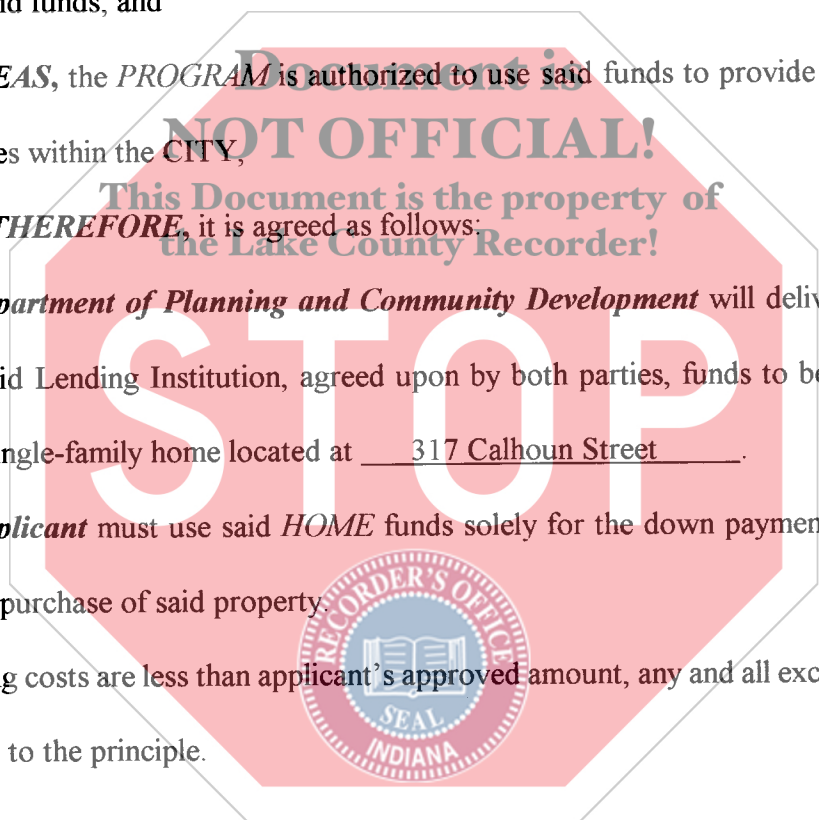 id funds, and
EAS, the PROGRAM is authorized to use said funds to provide
Document is
es within the CITY,
NOT OFFICIAL!
This Document is the property of
THEREFORE, it is agreed as follows:
the Lake County Recorder!
partment of Planning and Community Development will deliv
STOP
id Lending Institution, agreed upon by both parties, funds to be
ngle-family home located at 317 Calhoun Street.
plicant must use said HOME funds solely for the down paymen
purchase of said property.
RECORDER'S OFFICE
g costs are less than applicant's approved amount, any and all exc
SEAL
INDIANA
to the principle.